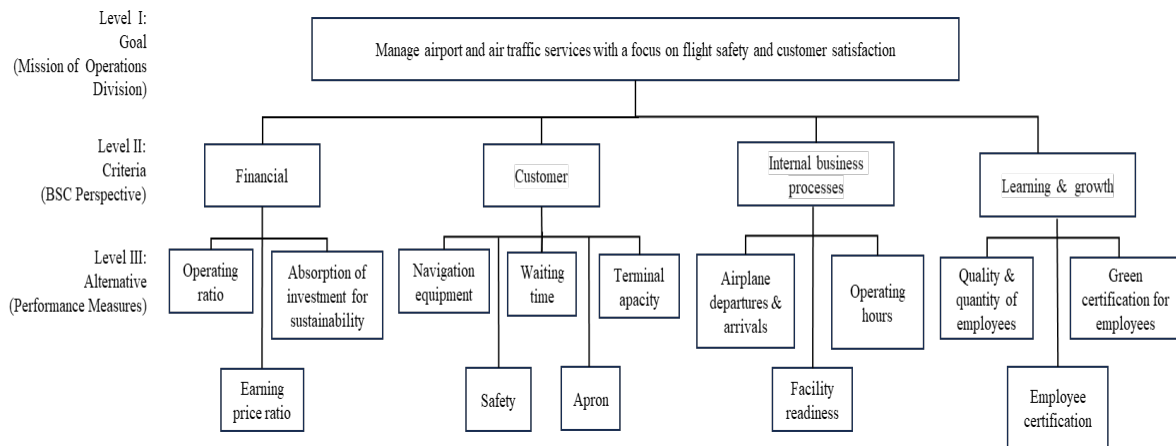 Level I:
Goal
(Mission of Operations
Division)
Manage airport and air traffic services with a focus on flight safety and customer satisfaction
Level II:
Criteria
(BSC Perspective)
Financial
Customer
Internal business
processes
Learning & growth
Level III:
Alternative
(Performance Measures)
Operating
ratio
Absorption of
investment for
sustainability
Navigation
equipment
Waiting
time
Terminal
apacity
Airplane
departures &
arrivals
Operating
hours
Quality &
quantity of
employees
Green
certification for
employees
Earning
price ratio
Safety
Apron
Facility
readiness
Employee
certification